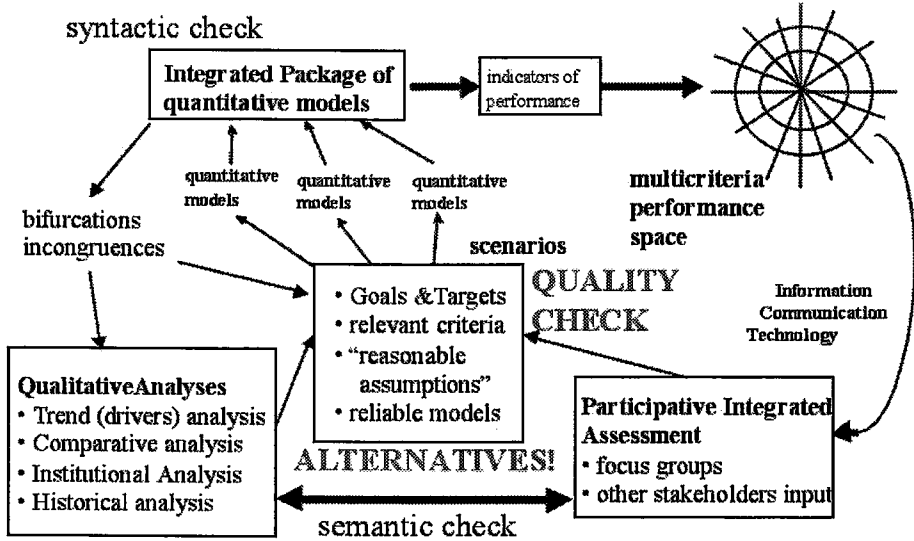 syntactic check
Integrated Package of
quantitative models
indicators of
performance
quantitative
models
quantitative
models
quantitative
models
multicriteria
performance
space
bifurcations
incongruences
scenarios
• Goals &Targets
• relevant criteria
• “reasonable
assumptions”
• reliable models
QUALITY
CHECK
Information
Communication
Technology
QualitativeAnalyses
• Trend (drivers) analysis
• Comparative analysis
• Institutional Analysis
• Historical analysis
Participative Integrated
Assessment
• focus groups
• other stakeholders input
ALTERNATIVES!
semantic check